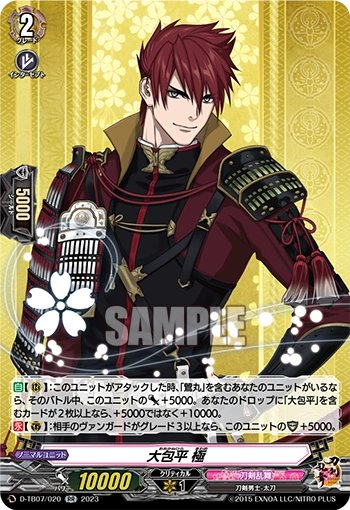 2
グレード
インターセプト
5000
シールド
SAMPLE
自【R】:このユニットがアタックした時、「鶯丸」を含むあなたのユニットがいるな
ら、そのバトル中、このユニットの+5000。あなたのドロップに「大包平」を含
むカードが2枚以上なら、+5000ではなく+10000。
永【G】:相手のヴァンガードがグレード3以上なら、このユニットの+5000。
ノーマルユニット
大包平 極
パワー 10000
クリティカル 1
刀剣乱舞
刀剣男士・太刀
D-TB07/020 RR 2023
©2015 EXNOA LLC/NITRO PLUS